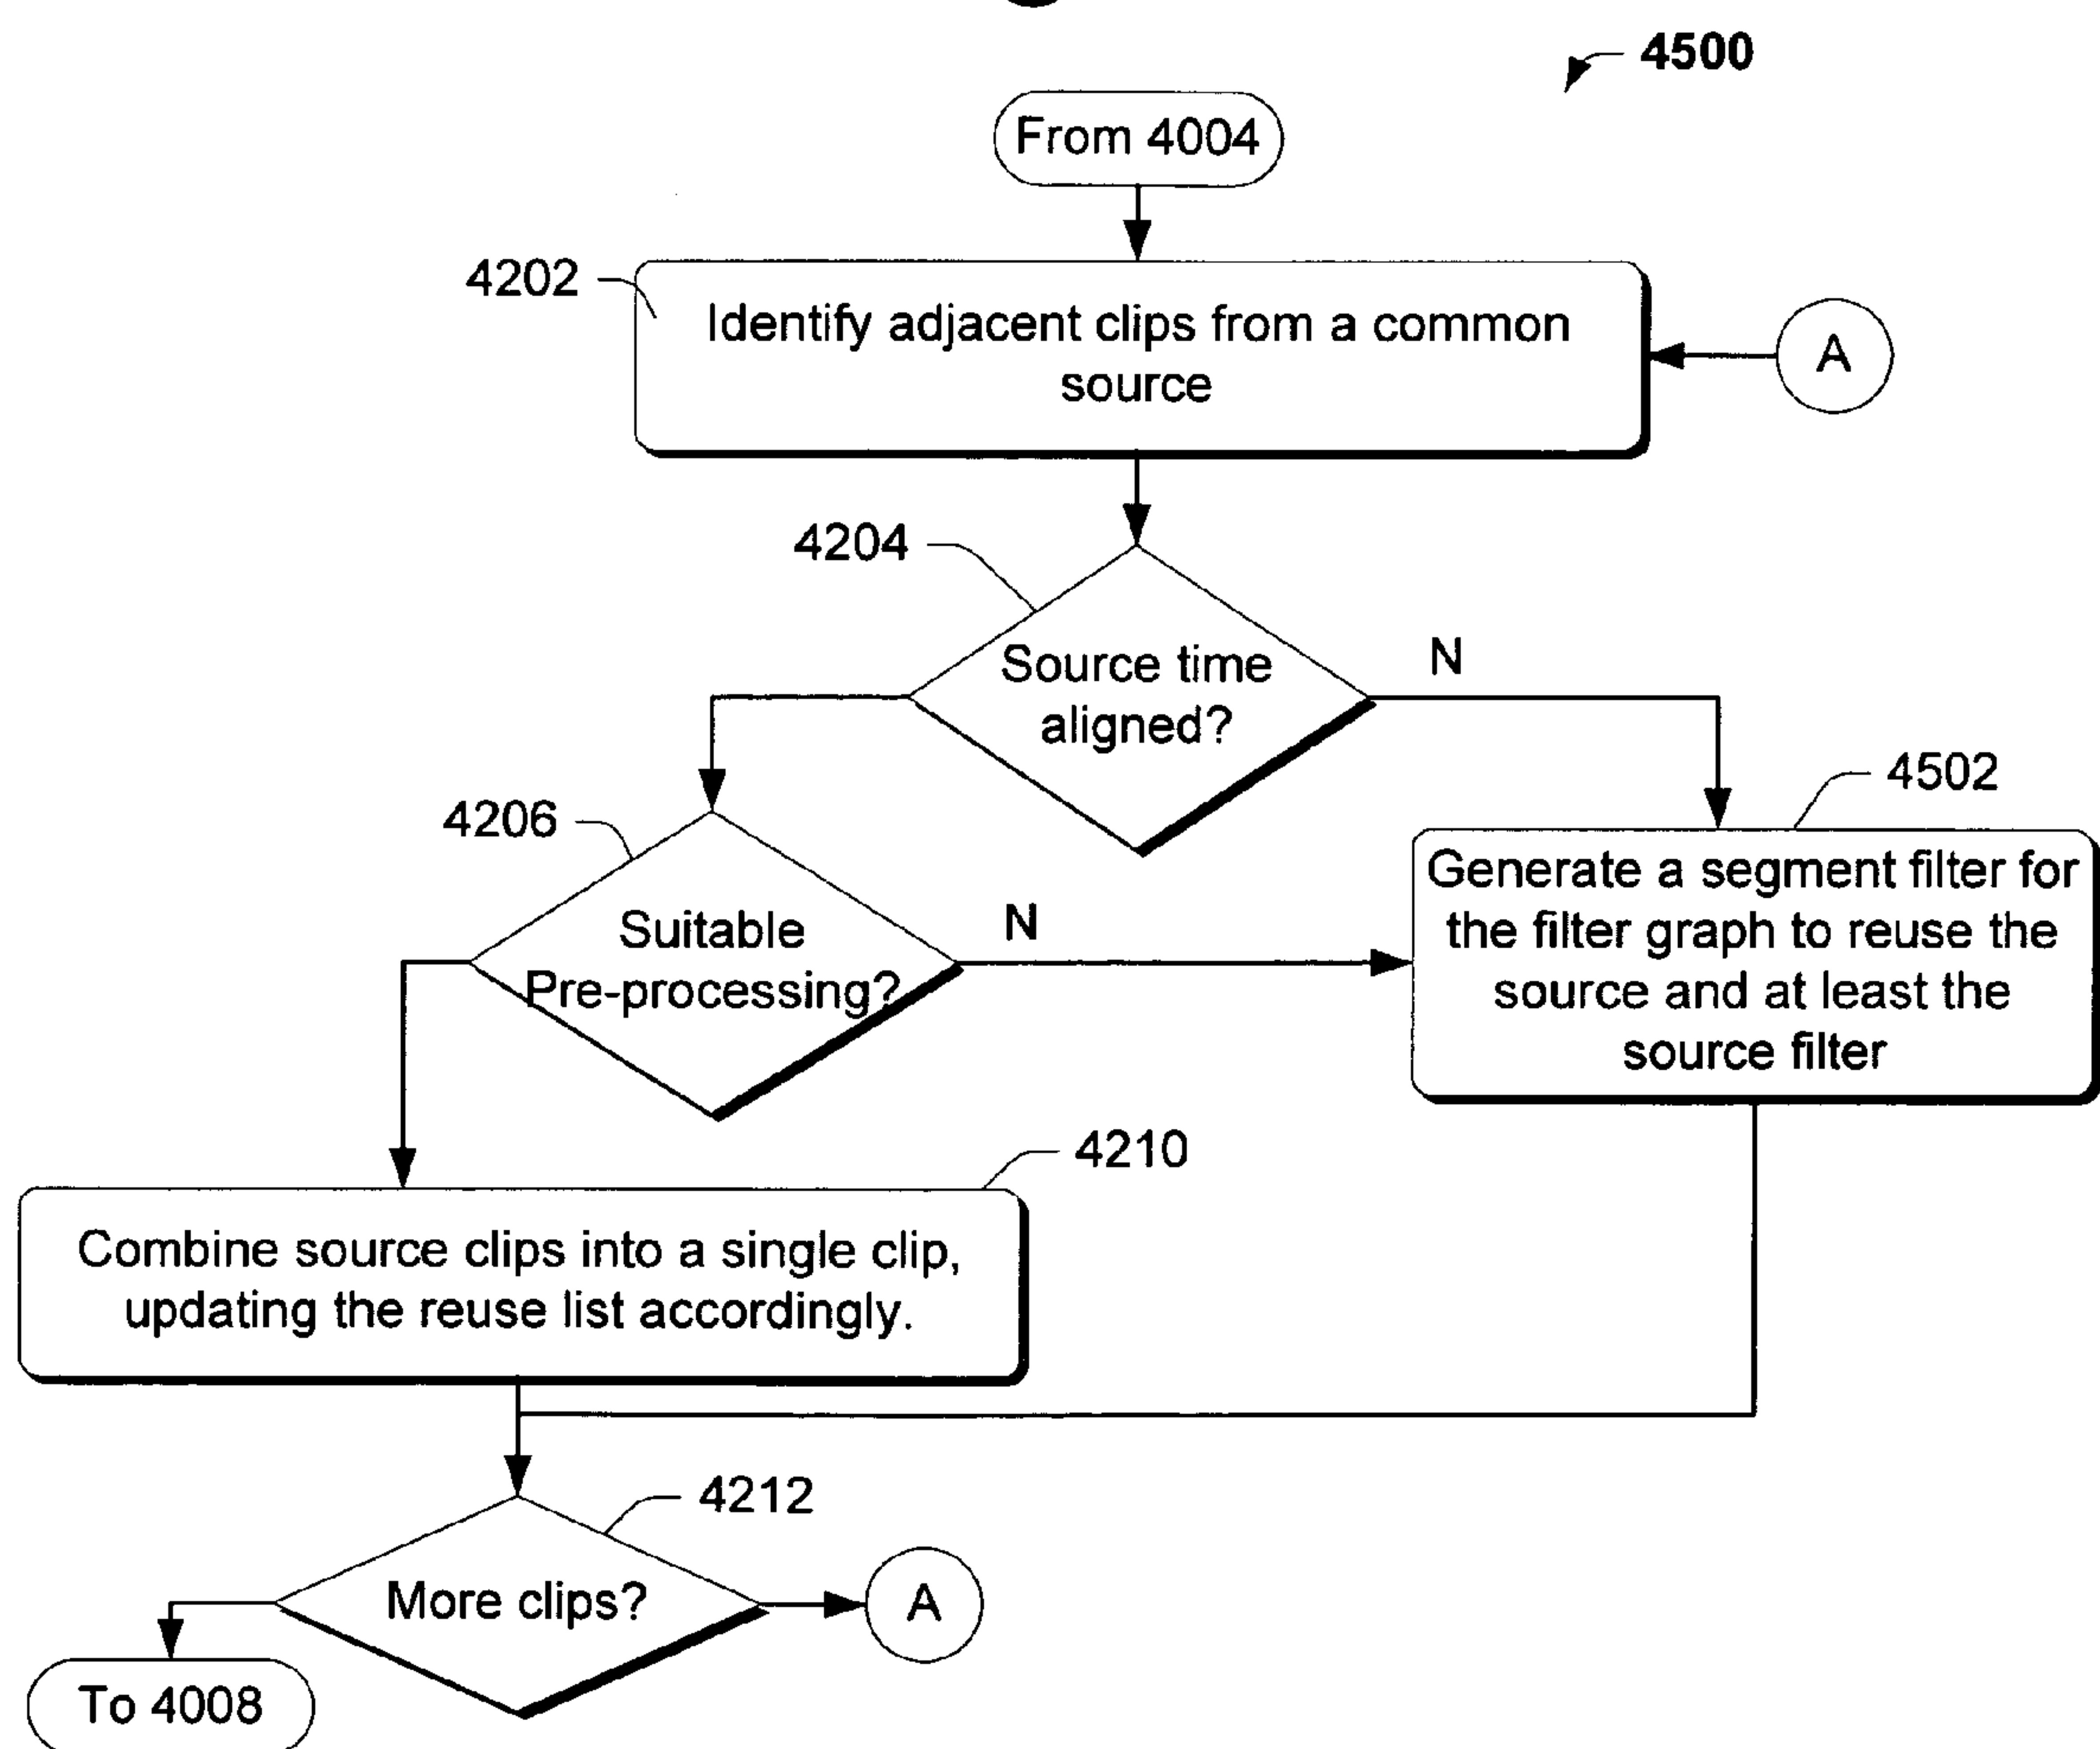 4500
From 4004
4202
Identify adjacent clips from a common
source
A
4204
Source time
aligned?
N
4502
4206
Generate a segment filter for
the filter graph to reuse the
source and at least the
source filter
Suitable
Pre-processing?
N
4210
Combine source clips into a single clip,
updating the reuse list accordingly.
4212
More clips?
A
To 4008